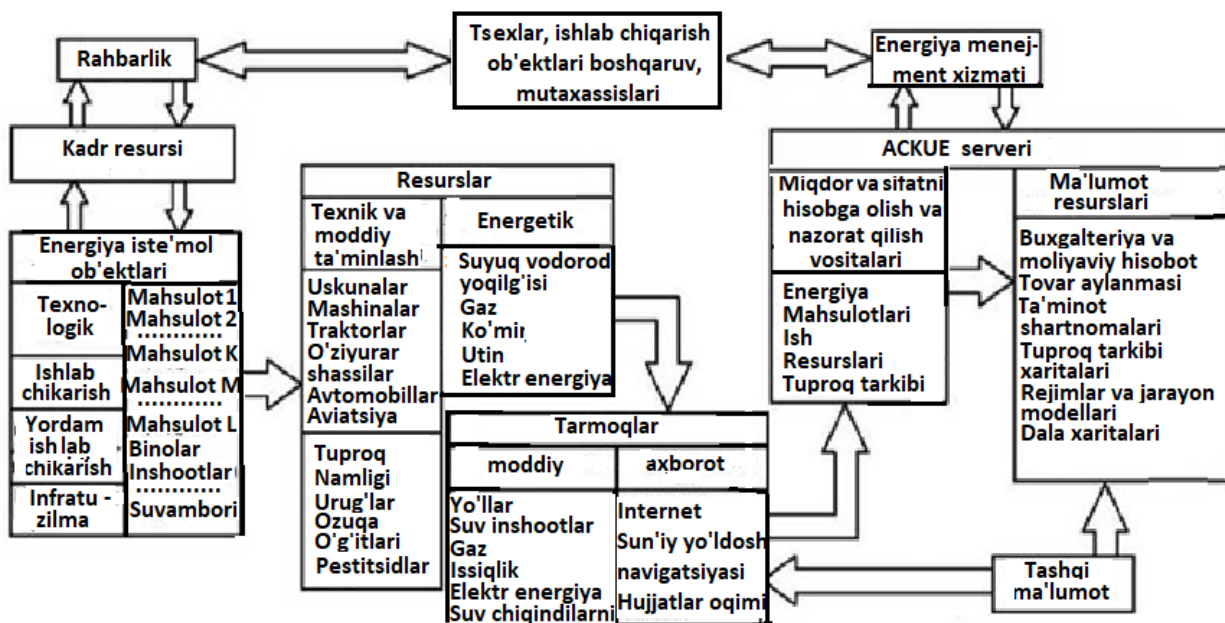 Rahbarlik
Tsexlar, ishlab chiqarish
ob'ektlari boshqaruv,
mutaxassislari
Energiya menej-
ment xizmati
Kadr resursi
Energiya iste'mol
ob'ektlari
Texno-
logik
Ishlab
chikarish
Yordam
ish lab
chikarish
Infratu -
zilma
Mahsulot 1
Mahsulot 2
............
Mahsulot K
Mahsulot M
............
Mahsulot L
Binolar
Inshootlar
............
Suvambori
Resurslar
Texnik va
moddiy
ta'minlash
Uskunalar
Mashinalar
Traktorlar
O'ziyurar
shassilar
Avtomobillar
Aviatsiya
Tuproq
Namligi
Urug'lar
Ozuqa
O'g'itlari
Pestitsidlar
Energetik
Suyuq vodorod
yoqilg'isi
Gaz
Ko'mir
Utin
Elektr energiya
Tarmoqlar
moddiy
Yo'llar
Suv inshootlar
Gaz
Issiqlik
Elektr energiya
Suv chiqindilarni
axborot
Internet
Sun'iy yo'ldosh
navigatsiyasi
Hujjatlar oqimi
ACKUE serveri
Miqdor va sifatni
hisobga olish va
nazorat qilish
vositalari
Energiya
Mahsulotlari
Ish
Resurslari
Tuproq tarkibi
Ma'lumot
resurslari
Buxgalteriya va
moliyaviy hisobot
Tovar aylanmasi
Ta'minot
shartnomalari
Tuproq tarkibi
xaritalari
Rejimlar va jarayon
modellari
Dala xaritalari
Tashqi
ma'lumot